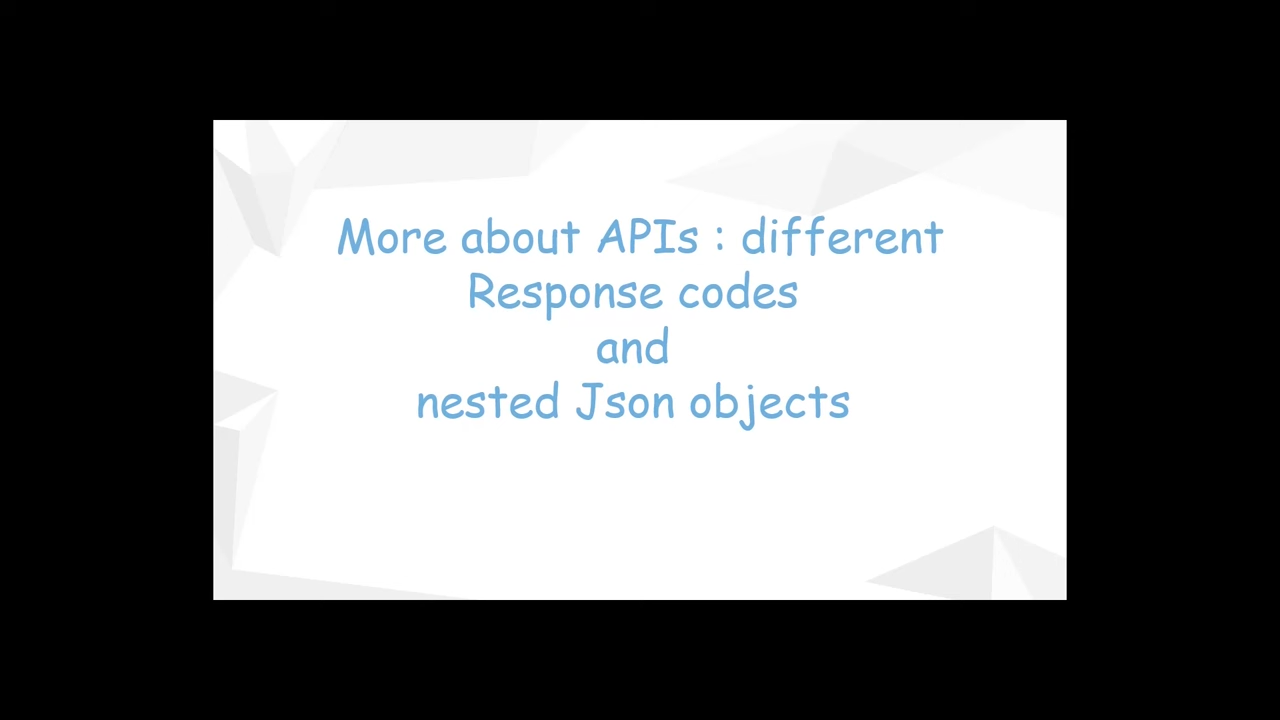 More about APIs : different
Response codes
and
nested Json objects